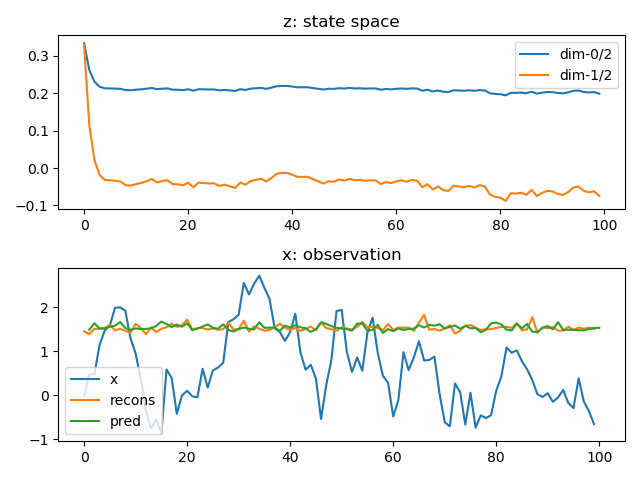 z: state space
0.3
0.2
0.1
0.0
−0.1
dim-0/2
dim-1/2
0 20 40 60 80 100
x: observation
2
1
0
−1
x
recons
pred
0 20 40 60 80 100